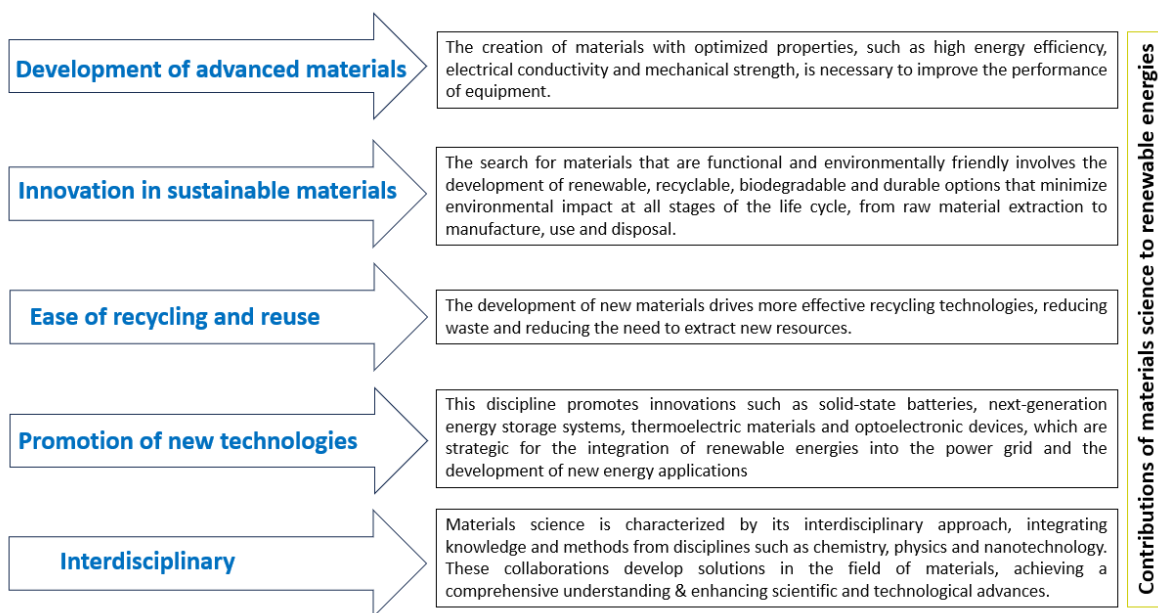 Development of advanced materials
The creation of materials with optimized properties, such as high energy efficiency,
electrical conductivity and mechanical strength, is necessary to improve the performance
of equipment.
Innovation in sustainable materials
The search for materials that are functional and environmentally friendly involves the
development of renewable, recyclable, biodegradable and durable options that minimize
environmental impact at all stages of the life cycle, from raw material extraction to
manufacture, use and disposal.
Ease of recycling and reuse
The development of new materials drives more effective recycling technologies, reducing
waste and reducing the need to extract new resources.
Promotion of new technologies
This discipline promotes innovations such as solid-state batteries, next-generation
energy storage systems, thermoelectric materials and optoelectronic devices, which are
strategic for the integration of renewable energies into the power grid and the
development of new energy applications
Interdisciplinary
Materials science is characterized by its interdisciplinary approach, integrating
knowledge and methods from disciplines such as chemistry, physics and nanotechnology.
These collaborations develop solutions in the field of materials, achieving a
comprehensive understanding & enhancing scientific and technological advances.
Contributions of materials science to renewable energies